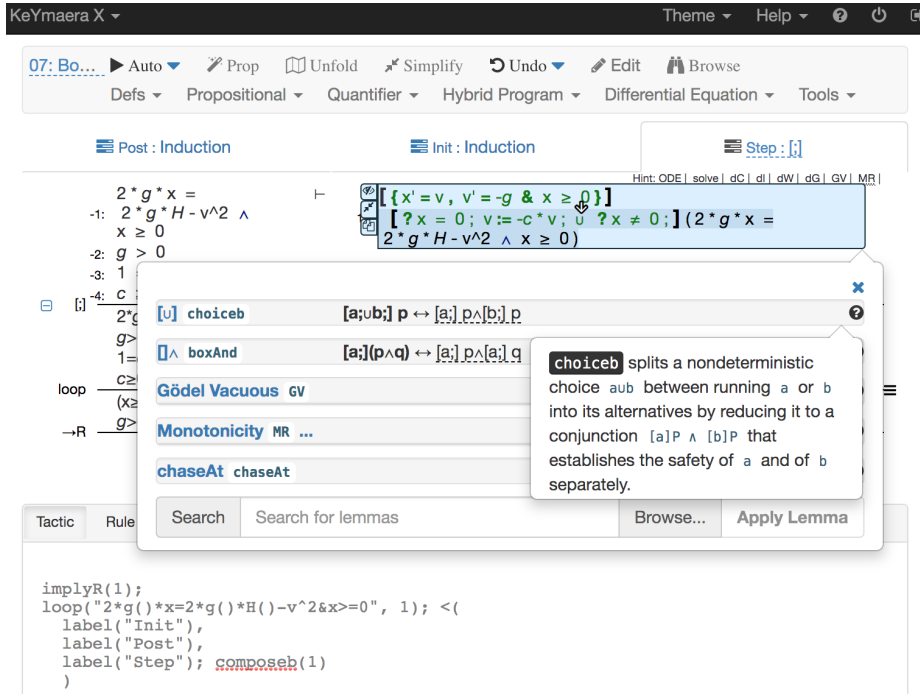 KeYmaera X Theme Help
07: Bo... Auto Prop Unfold Simplify Undo Edit Browse
Defs Propositional Quantifier Hybrid Program Differential Equation Tools
Post : Induction Init : Induction Step : [;]
Hint: ODE | solve | dC | dI | dW | dG | GV | MR |
2 * g * x =
-1: 2 * g * H - v^2 ∧
x ≥ 0
-2: g > 0
-3: 1
-4: c
⊢
[ { x' = v , v' = -g & x ≥ 0 } ]
[ ? x = 0 ; v := -c * v ; ∪ ? x ≠ 0 ; ] ( 2 * g * x =
2 * g * H - v^2 ∧ x ≥ 0 )
[;]
2*g
g>
1=
loop c≥
(x≥
→R g>
[∪] choiceb [a;∪b;] p ↔ [a;] p∧[b;] p
[]∧ boxAnd [a;](p∧q) ↔ [a;] p∧[a;] q
Gödel Vacuous GV
Monotonicity MR ...
chaseAt chaseAt
Search Search for lemmas Browse... Apply Lemma
choiceb splits a nondeterministic
choice a∪b between running a or b
into its alternatives by reducing it to a
conjunction [a]P ∧ [b]P that
establishes the safety of a and of b
separately.
Tactic Rule
implyR(1);
loop("2*g()*x=2*g()*H()-v^2&x>=0", 1); <(
label("Init"),
label("Post"),
label("Step"); composeb(1)
)